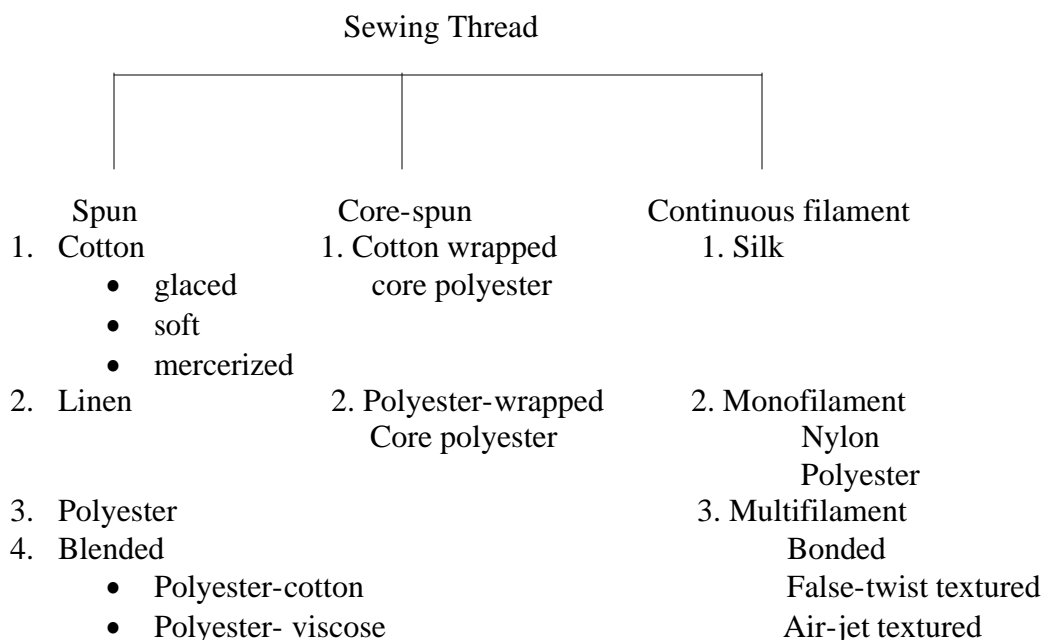 Sewing Thread
Spun Core-spun Continuous filament
1. Cotton 1. Cotton wrapped 1. Silk
• glaced core polyester
• soft
• mercerized
2. Linen 2. Polyester-wrapped 2. Monofilament
Core polyester Nylon
Polyester
3. Polyester 3. Multifilament
4. Blended Bonded
• Polyester-cotton False-twist textured
• Polyester- viscose Air-jet textured